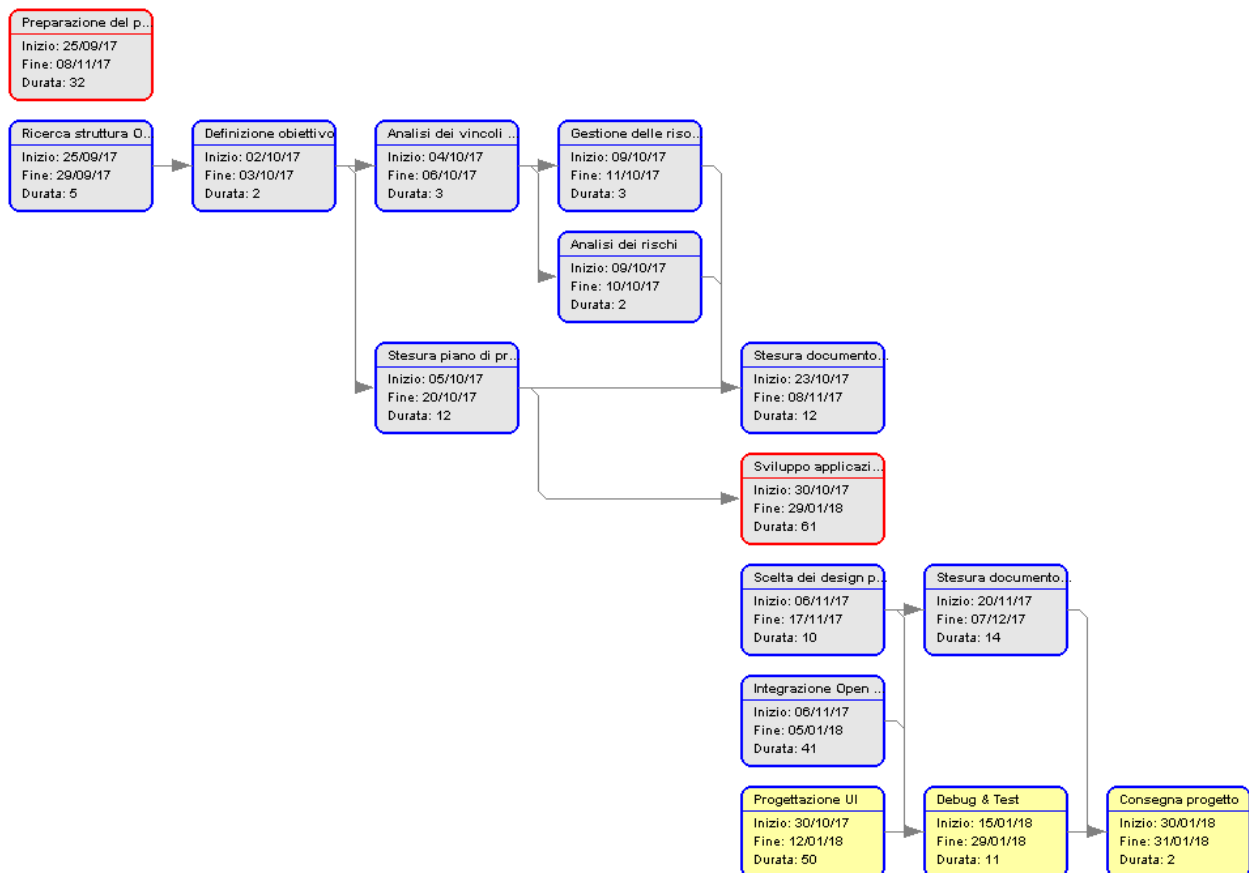 Preparazione del p...
Inizio: 25/09/17
Fine: 08/11/17
Durata: 32
Ricerca struttura O...
Inizio: 25/09/17
Fine: 29/09/17
Durata: 5
Definizione obiettivo
Inizio: 02/10/17
Fine: 03/10/17
Durata: 2
Analisi dei vincoli ...
Inizio: 04/10/17
Fine: 06/10/17
Durata: 3
Gestione delle riso...
Inizio: 09/10/17
Fine: 11/10/17
Durata: 3
Analisi dei rischi
Inizio: 09/10/17
Fine: 10/10/17
Durata: 2
Stesura piano di pr...
Inizio: 05/10/17
Fine: 20/10/17
Durata: 12
Stesura documento...
Inizio: 23/10/17
Fine: 08/11/17
Durata: 12
Sviluppo applicazi...
Inizio: 30/10/17
Fine: 29/01/18
Durata: 61
Scelta dei design p...
Inizio: 06/11/17
Fine: 17/11/17
Durata: 10
Stesura documento...
Inizio: 20/11/17
Fine: 07/12/17
Durata: 14
Integrazione Open ...
Inizio: 06/11/17
Fine: 05/01/18
Durata: 41
Progettazione UI
Inizio: 30/10/17
Fine: 12/01/18
Durata: 50
Debug & Test
Inizio: 15/01/18
Fine: 29/01/18
Durata: 11
Consegna progetto
Inizio: 30/01/18
Fine: 31/01/18
Durata: 2